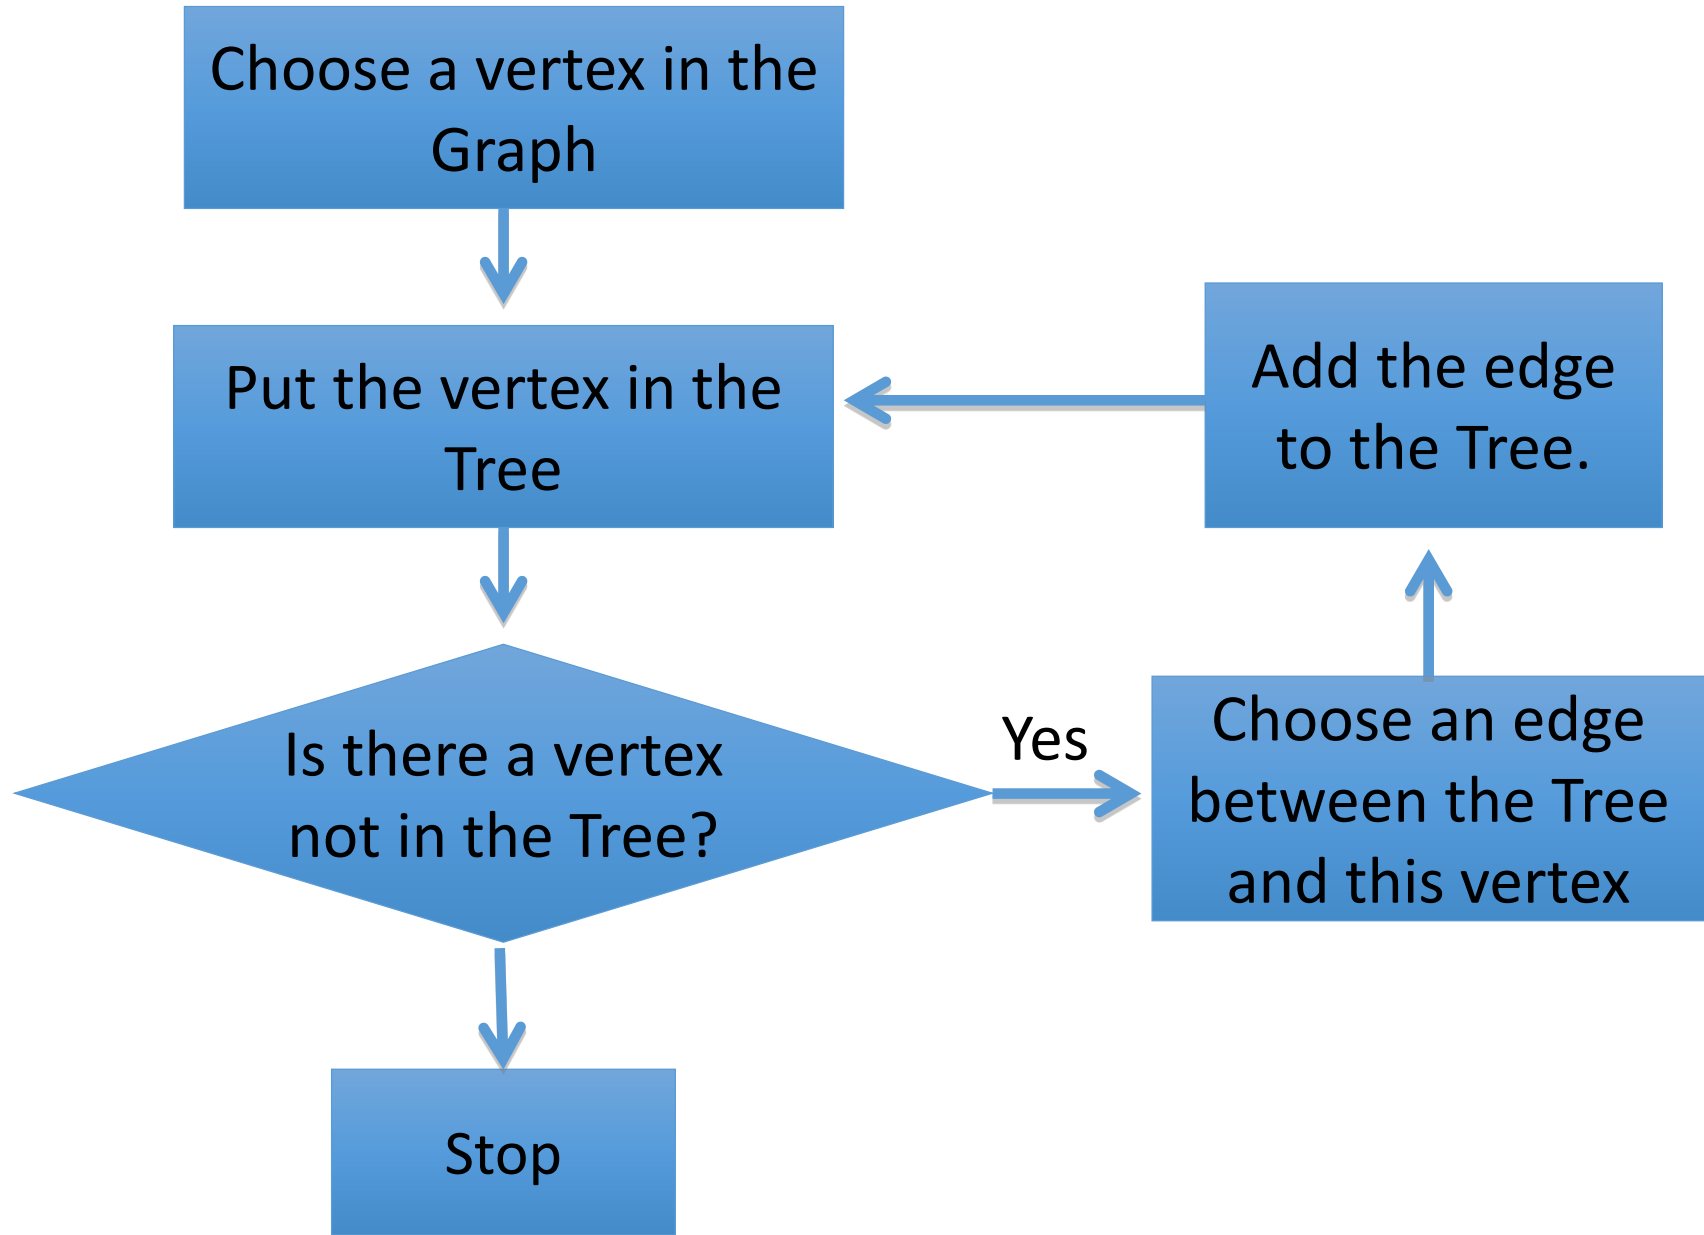 Choose a vertex in the
Graph
Put the vertex in the
Tree
Is there a vertex
not in the Tree?
Yes
Choose an edge
between the Tree
and this vertex
Add the edge
to the Tree.
Stop